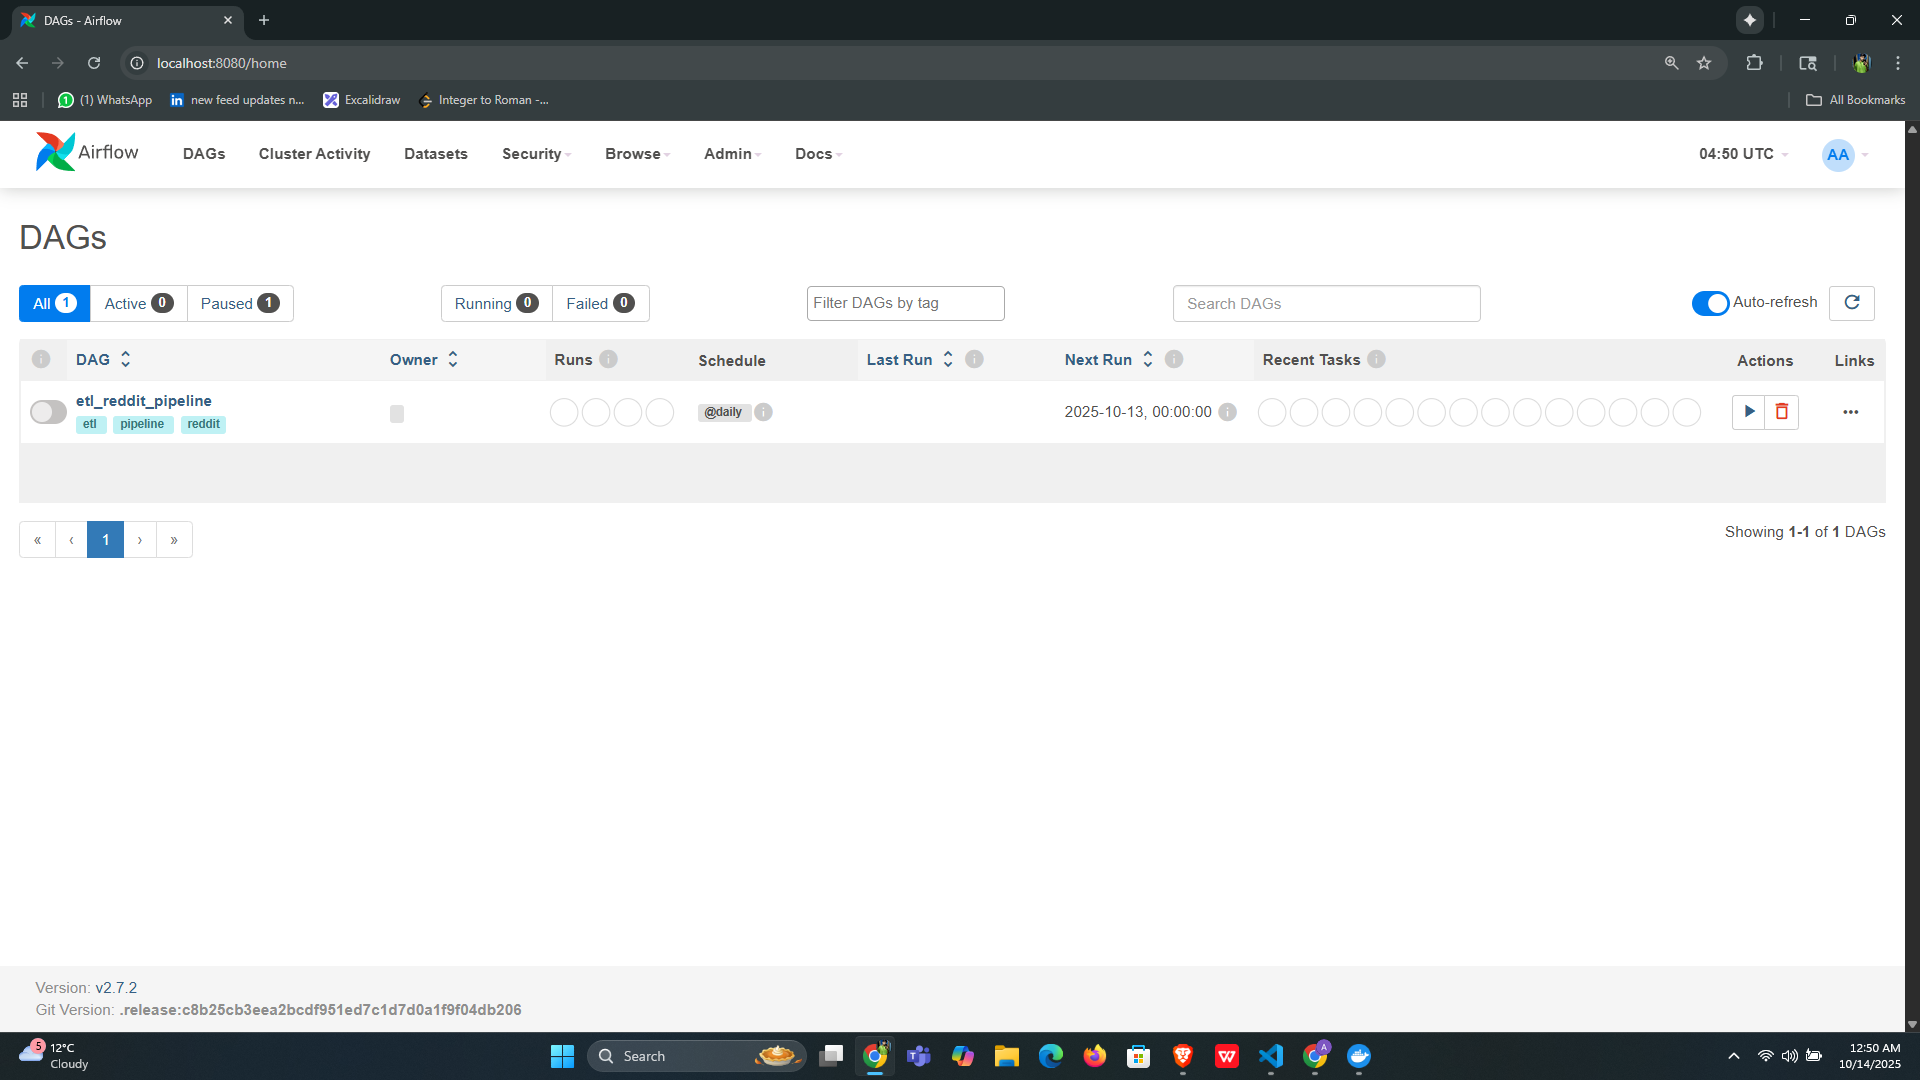 DAGs - Airflow
localhost:8080/home
(1) WhatsApp
new feed updates n...
Excalidraw
Integer to Roman -...
All Bookmarks
Airflow
DAGs
Cluster Activity
Datasets
Security
Browse
Admin
Docs
04:50 UTC
AA
DAGs
All 1
Active 0
Paused 1
Running 0
Failed 0
Filter DAGs by tag
Search DAGs
Auto-refresh
DAG
Owner
Runs
Schedule
Last Run
Next Run
Recent Tasks
Actions
Links
etl_reddit_pipeline
@daily
2025-10-13, 00:00:00
etl
pipeline
reddit
« ‹ 1 › »
Showing 1-1 of 1 DAGs
Version: v2.7.2
Git Version: .release:c8b25cb3eea2bcdf951ed7c1d7d0a1f9f04db206
5
12°C
Cloudy
Search
A
12:50 AM
10/14/2025